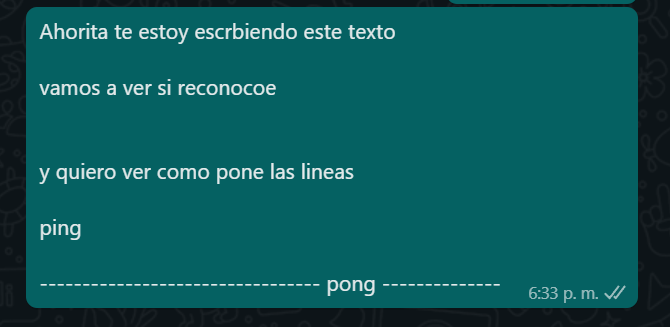 Ahorita te estoy escrbiendo este texto
vamos a ver si reconocoe
y quiero ver como pone las lineas
ping
--------------------------------- pong --------------
6:33 p. m.